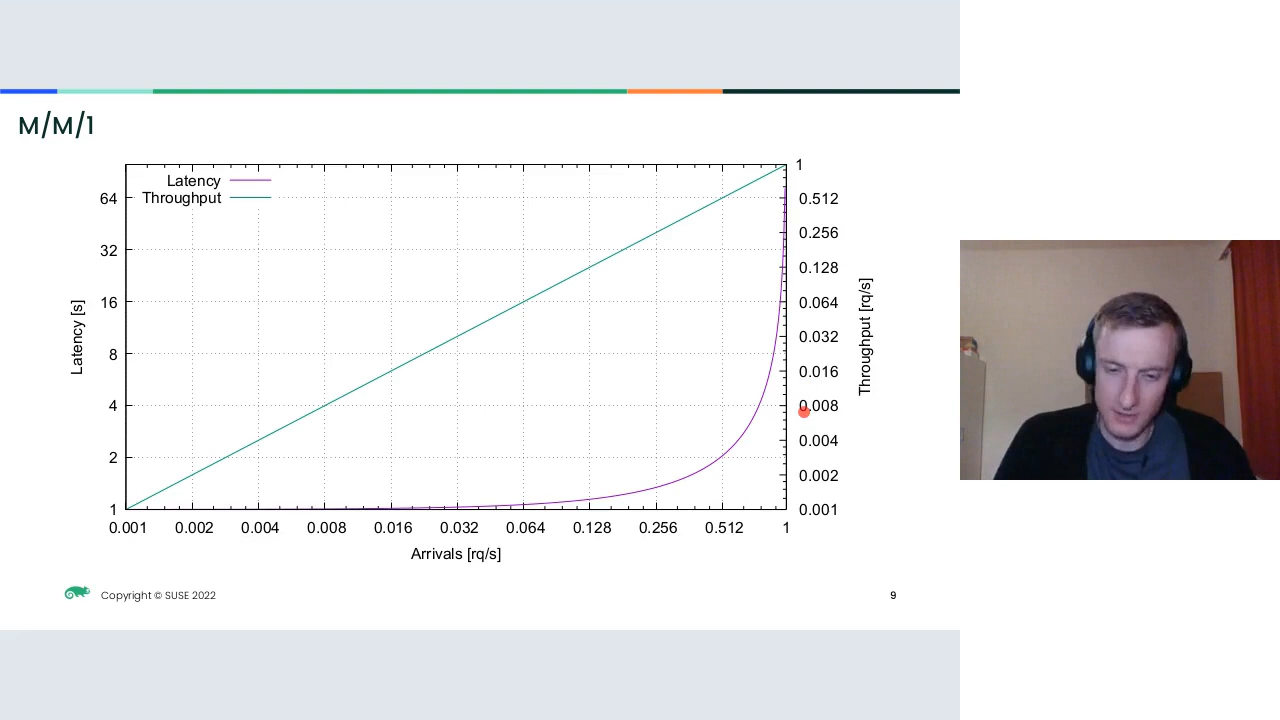 M/M/1
Latency
Throughput
64
32
16
8
4
2
1
Latency [s]
1
0.512
0.256
0.128
0.064
0.032
0.016
0.008
0.004
0.002
0.001
Throughput [rq/s]
0.001 0.002 0.004 0.008 0.016 0.032 0.064 0.128 0.256 0.512 1
Arrivals [rq/s]
Copyright © SUSE 2022
9